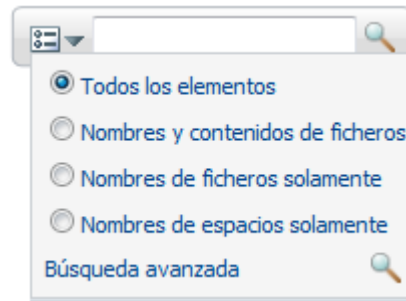 Todos los elementos
Nombres y contenidos de ficheros
Nombres de ficheros solamente
Nombres de espacios solamente
Búsqueda avanzada